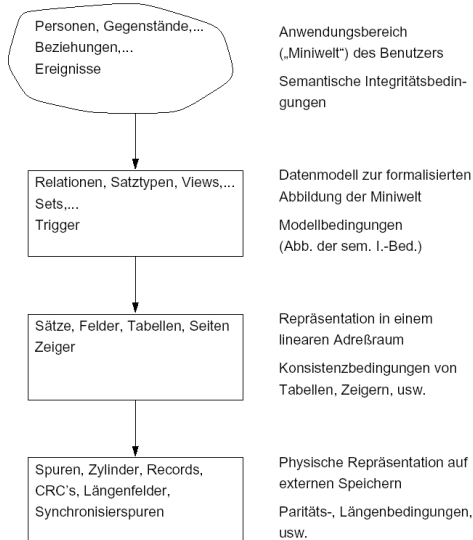 Personen, Gegenstände,...
Beziehungen,...
Ereignisse
Anwendungsbereich
(„Miniwelt“) des Benutzers
Semantische Integritätsbedin-
gungen
Relationen, Satztypen, Views,...
Sets,...
Trigger
Datenmodell zur formalisierten
Abbildung der Miniwelt
Modellbedingungen
(Abb. der sem. I.-Bed.)
Sätze, Felder, Tabellen, Seiten
Zeiger
Repräsentation in einem
linearen Adreßraum
Konsistenzbedingungen von
Tabellen, Zeigern, usw.
Spuren, Zylinder, Records,
CRC's, Längenfelder,
Synchronisierspuren
Physische Repräsentation auf
externen Speichern
Paritäts-, Längenbedingungen,
usw.